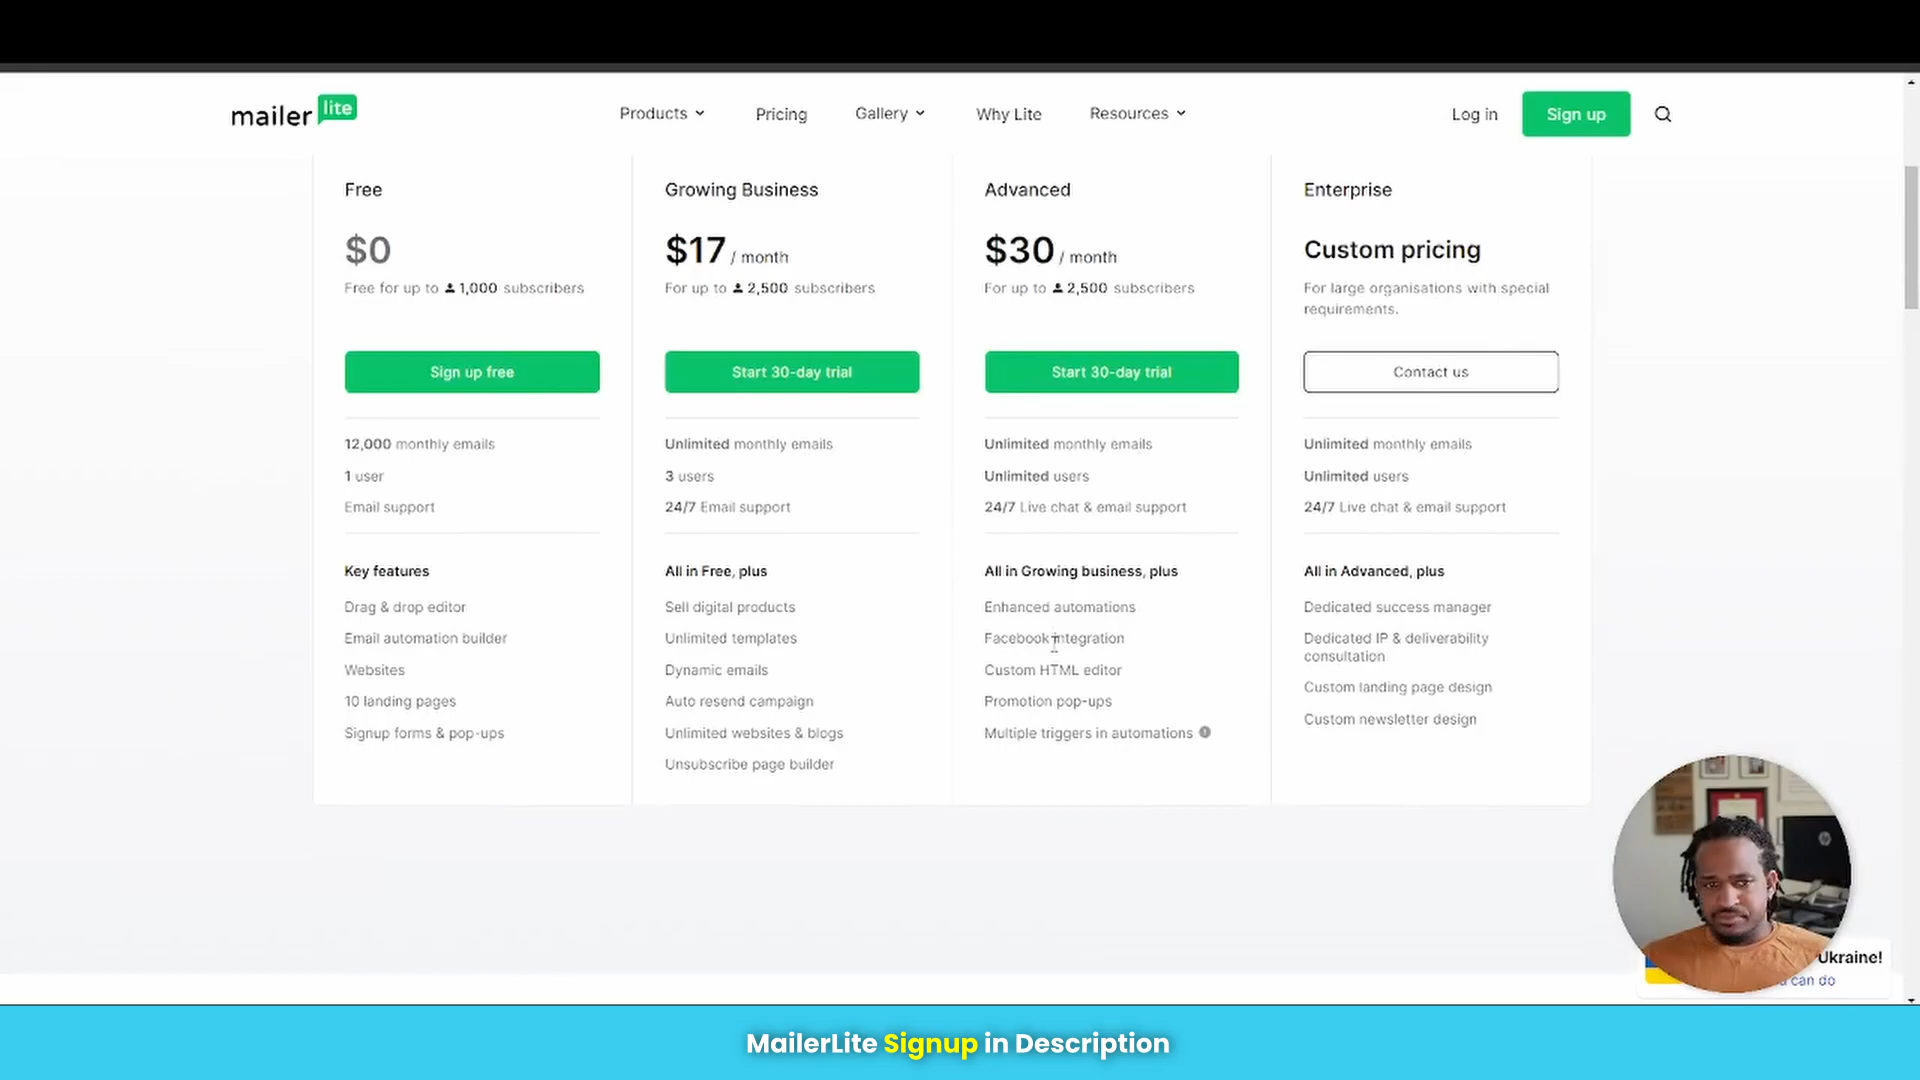 mailer lite
Products
Pricing
Gallery
Why Lite
Resources
Log in
Sign up
Free
$0
Free for up to 1,000 subscribers
Sign up free
12,000 monthly emails
1 user
Email support
Key features
Drag & drop editor
Email automation builder
Websites
10 landing pages
Signup forms & pop-ups
Growing Business
$17 / month
For up to 2,500 subscribers
Start 30-day trial
Unlimited monthly emails
3 users
24/7 Email support
All in Free, plus
Sell digital products
Unlimited templates
Dynamic emails
Auto resend campaign
Unlimited websites & blogs
Unsubscribe page builder
Advanced
$30 / month
For up to 2,500 subscribers
Start 30-day trial
Unlimited monthly emails
Unlimited users
24/7 Live chat & email support
All in Growing business, plus
Enhanced automations
Facebook integration
Custom HTML editor
Promotion pop-ups
Multiple triggers in automations
Enterprise
Custom pricing
For large organisations with special
requirements.
Contact us
Unlimited monthly emails
Unlimited users
24/7 Live chat & email support
All in Advanced, plus
Dedicated success manager
Dedicated IP & deliverability
consultation
Custom landing page design
Custom newsletter design
Ukraine!
can do
MailerLite Signup in Description